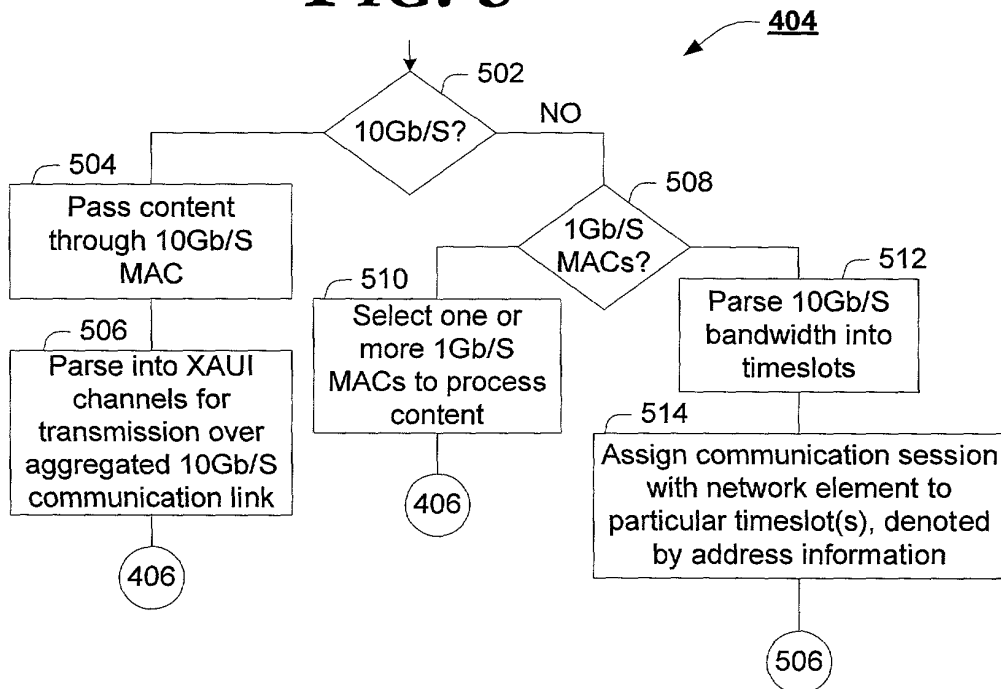 404
502
10Gb/S?
NO
504
Pass content
through 10Gb/S
MAC
508
1Gb/S
MACs?
506
Parse into XAUI
channels for
transmission over
aggregated 10Gb/S
communication link
406
510
Select one or
more 1Gb/S
MACs to process
content
406
512
Parse 10Gb/S
bandwidth into
timeslots
514
Assign communication session
with network element to
particular timeslot(s), denoted
by address information
506